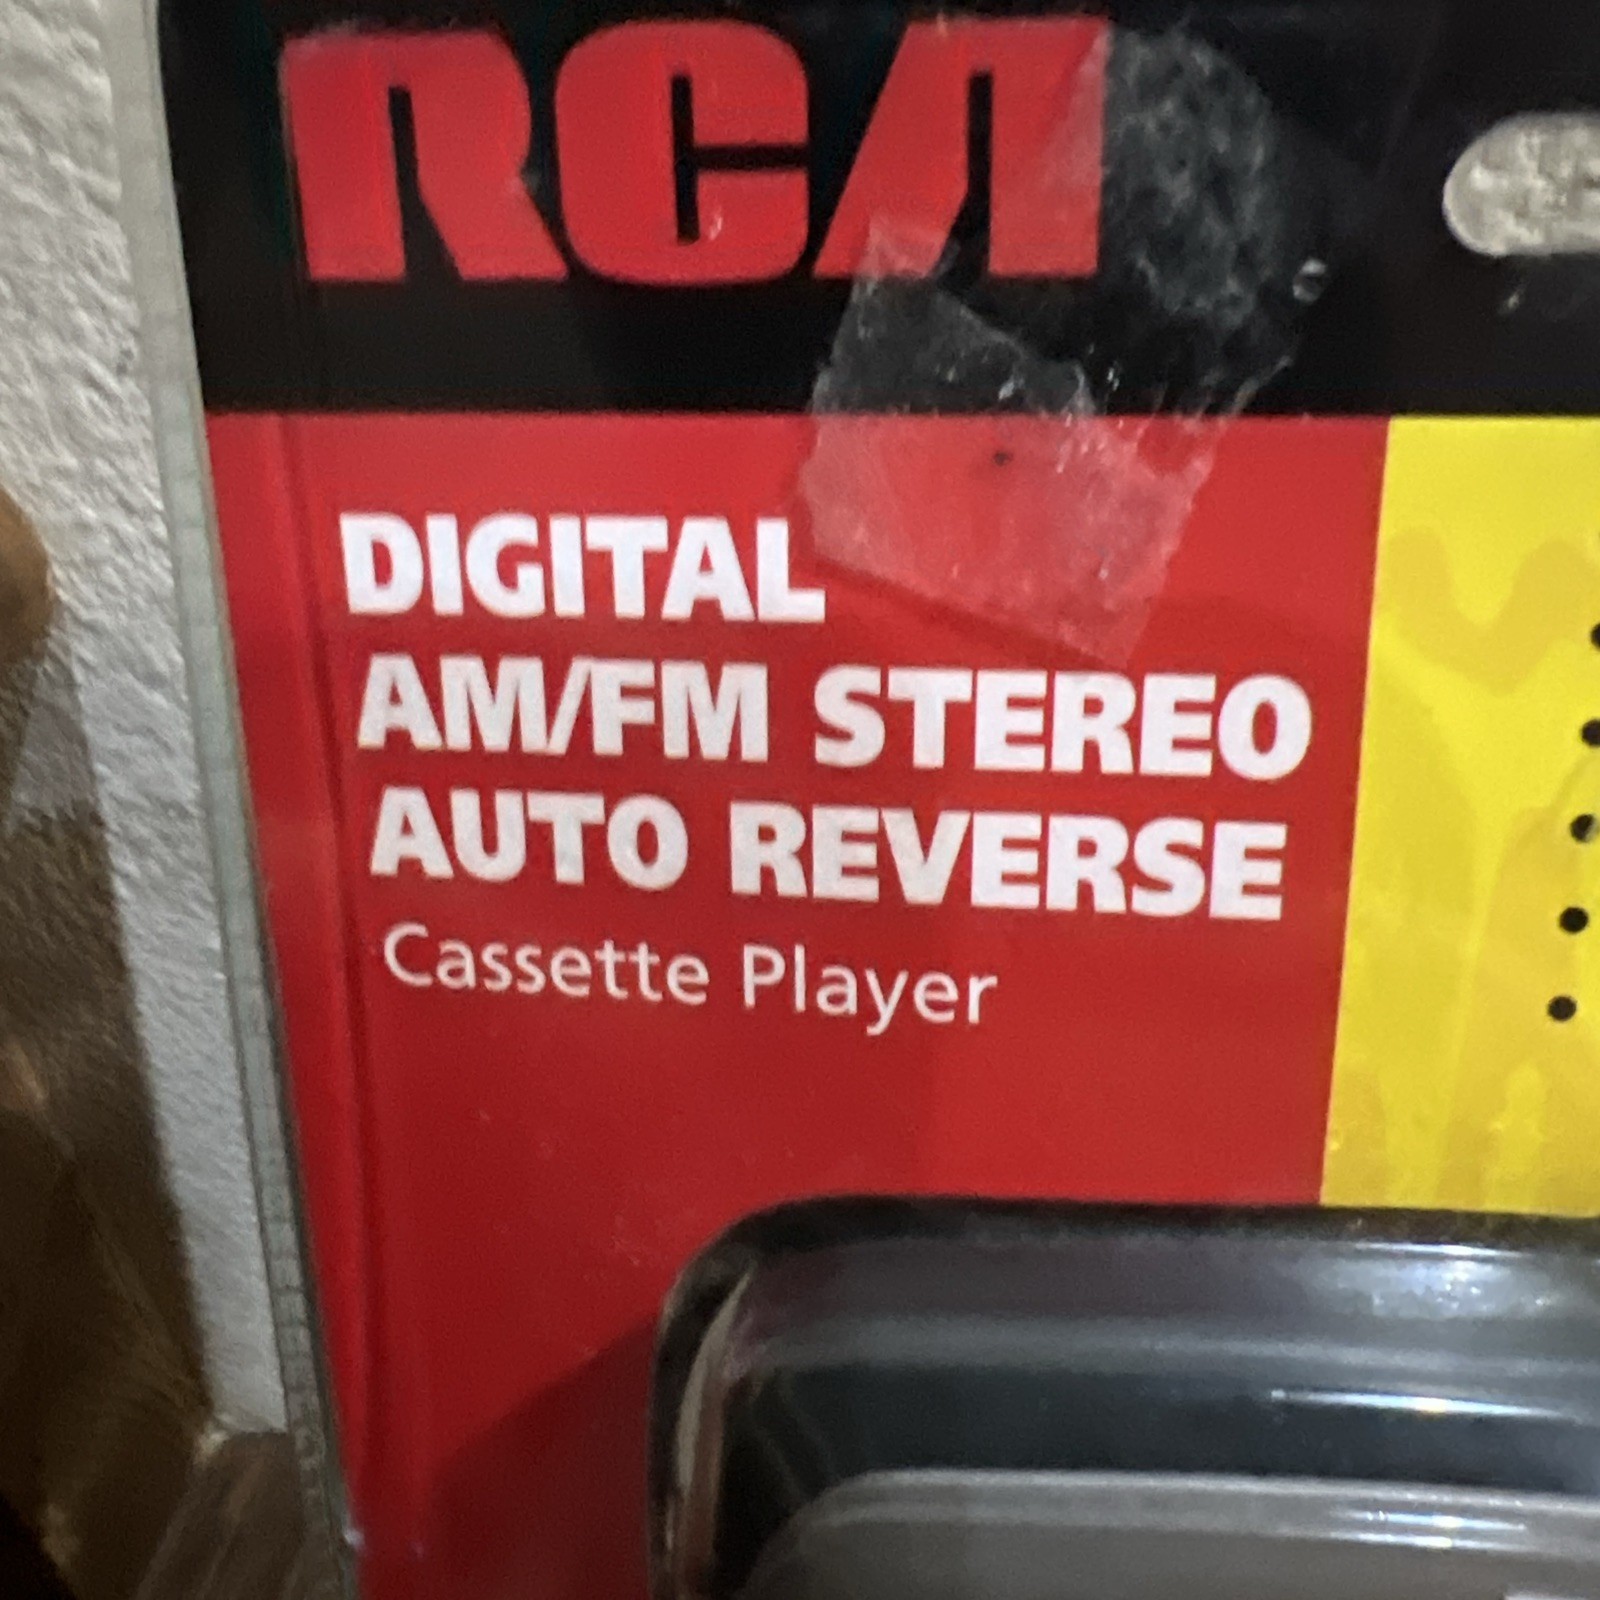 RCA
DIGITAL
AM/FM STEREO
AUTO REVERSE
Cassette Player